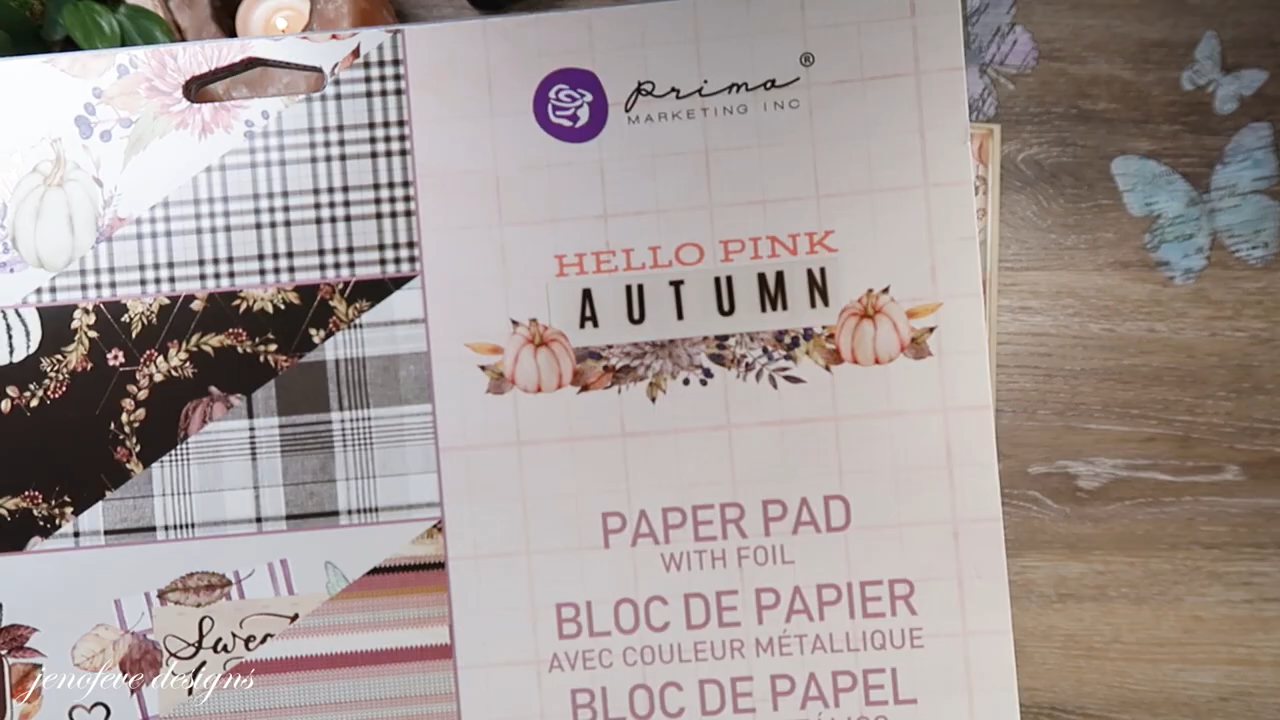 Prima®
MARKETING INC
HELLO PINK
AUTUMN
PAPER PAD
WITH FOIL
BLOC DE PAPIER
AVEC COULEUR MÉTALLIQUE
BLOC DE PAPEL
jenofeve designs